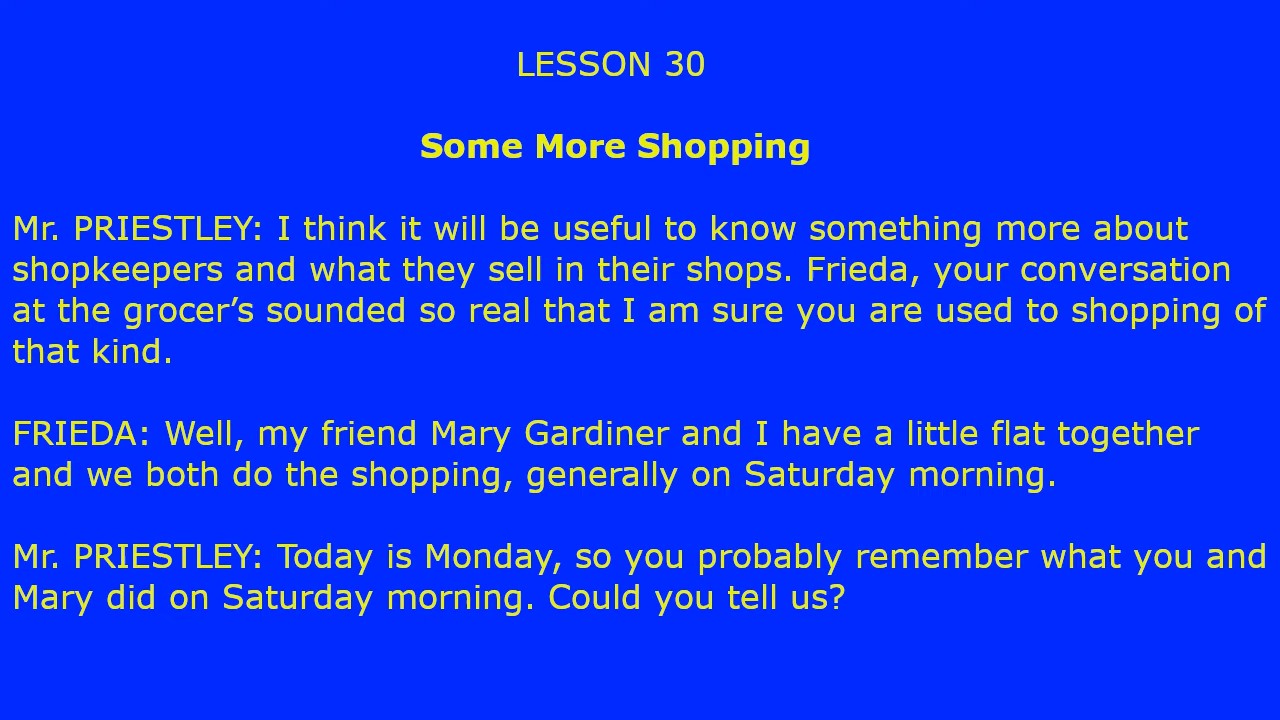 LESSON 30
Some More Shopping
Mr. PRIESTLEY: I think it will be useful to know something more about
shopkeepers and what they sell in their shops. Frieda, your conversation
at the grocer’s sounded so real that I am sure you are used to shopping of
that kind.
FRIEDA: Well, my friend Mary Gardiner and I have a little flat together
and we both do the shopping, generally on Saturday morning.
Mr. PRIESTLEY: Today is Monday, so you probably remember what you and
Mary did on Saturday morning. Could you tell us?